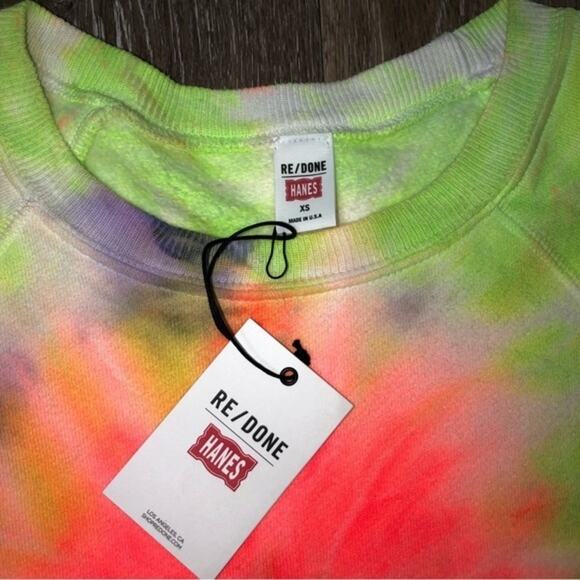 RE/DONE
HANES
XS
MADE IN U.S.A
RE/DONE
HANES
LOS ANGELES, CA
SHOPREDONE.COM